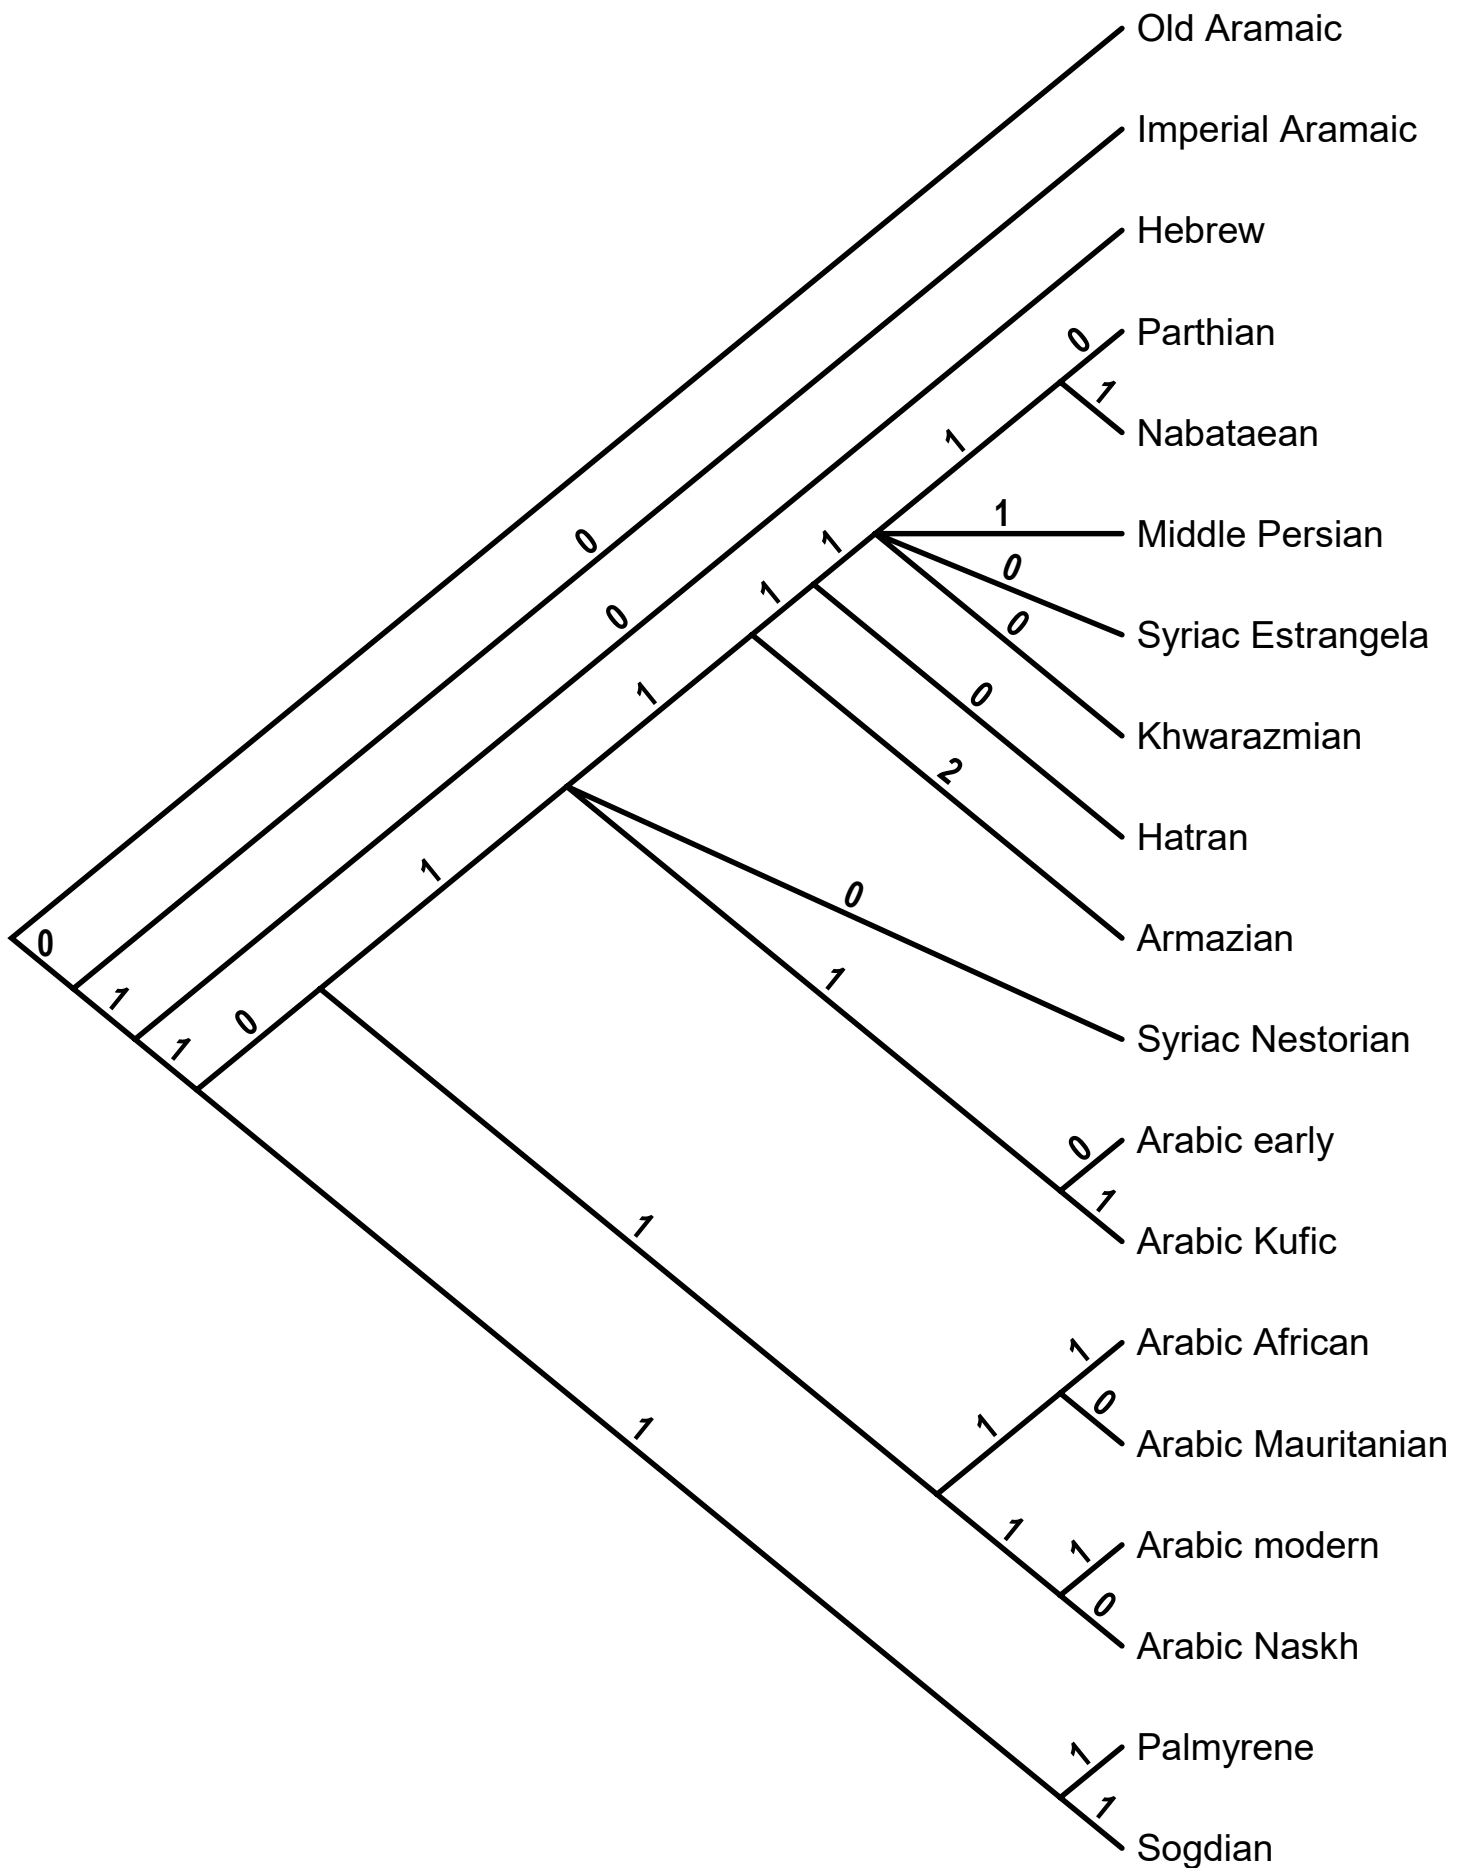 Old Aramaic
Imperial Aramaic
Hebrew
0
Parthian
1
Nabataean
1
1
Middle Persian
1
0
0
Syriac Estrangela
1
0
0
Khwarazmian
1
0
Hatran
2
1
0
Armazian
0
1
1
0
Syriac Nestorian
1
0
Arabic early
1
1
Arabic Kufic
1
Arabic African
1
0
1
Arabic Mauritanian
1
1
Arabic modern
0
Arabic Naskh
1
Palmyrene
1
Sogdian